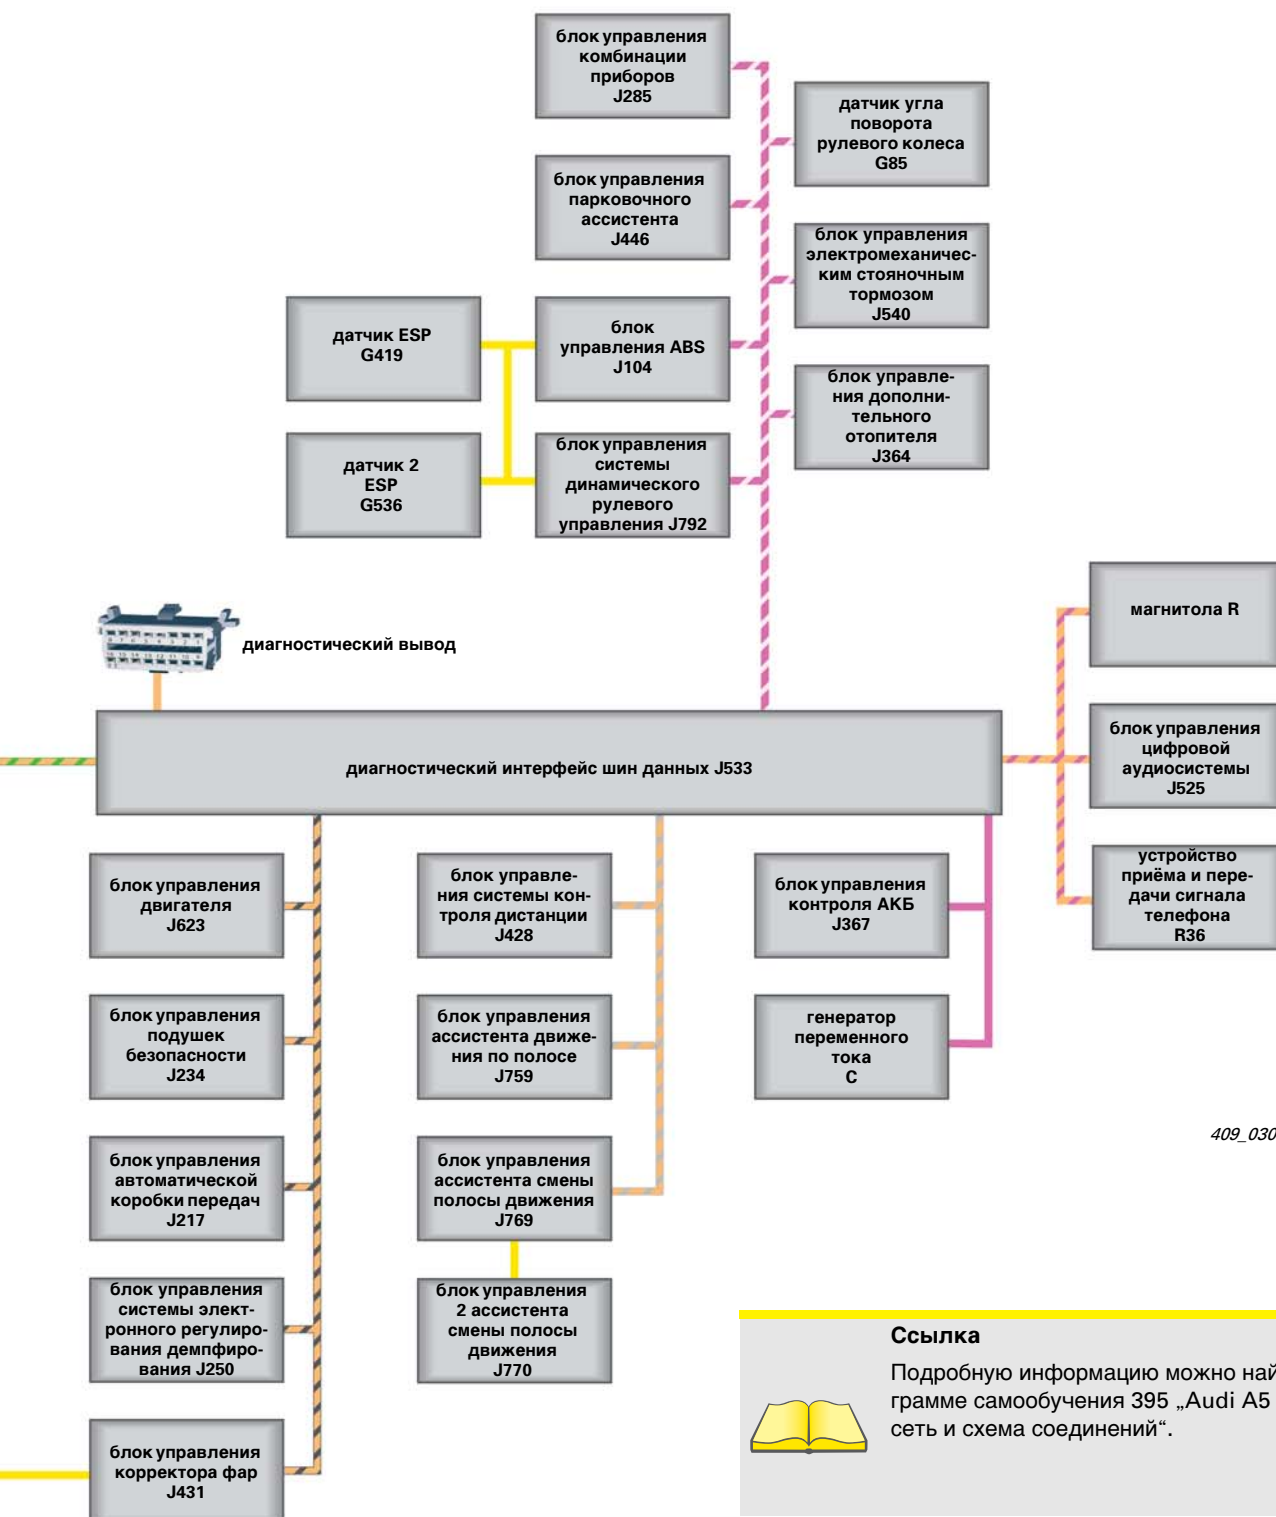 блок управления
комбинации
приборов
J285
датчик угла
поворота
рулевого колеса
G85
блок управления
парковочного
ассистента
J446
блок управления
электромеханичес-
ким стояночным
тормозом
J540
датчик ESP
G419
блок
управления ABS
J104
блок управле-
ния дополни-
тельного
отопителя
J364
датчик 2
ESP
G536
блок управления
системы
динамического
рулевого
управления J792
магнитола R
диагностический вывод
блок управления
цифровой
аудиосистемы
J525
диагностический интерфейс шин данных J533
устройство
приёма и пере-
дачи сигнала
телефона
R36
блок управления
двигателя
J623
блок управле-
ния системы кон-
троля дистанции
J428
блок управления
контроля АКБ
J367
блок управления
подушек
безопасности
J234
блок управления
ассистента движе-
ния по полосе
J759
генератор
переменного
тока
C
409_030
блок управления
автоматической
коробки передач
J217
блок управления
ассистента смены
полосы движения
J769
блок управления
системы элект-
ронного регулиро-
вания демпфиро-
вания J250
блок управления
2 ассистента
смены полосы
движения
J770
блок управления
корректора фар
J431
Ссылка
Подробную информацию можно най
грамме самообучения 395 „Audi A5
сеть и схема соединений“.